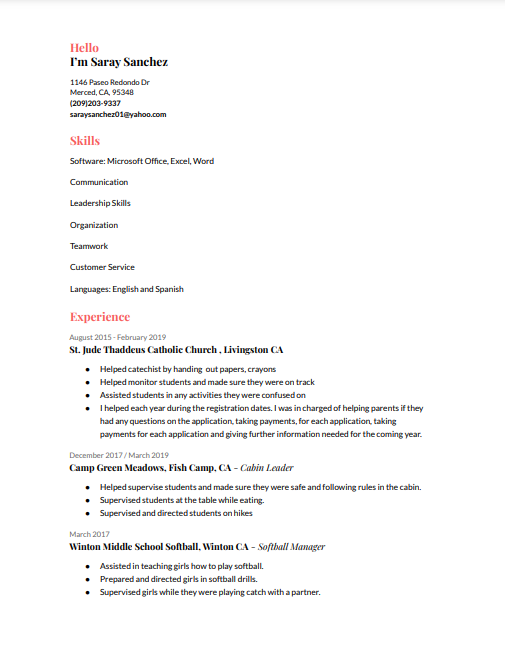 Hello
I'm Saray Sanchez
1146 Paseo Redondo Dr
Merced, CA, 95348
(209)203-9337
saraysanchez01@yahoo.com
Skills
Software: Microsoft Office, Excel, Word
Communication
Leadership Skills
Organization
Teamwork
Customer Service
Languages: English and Spanish
Experience
August 2015 - February 2019
St. Jude Thaddeus Catholic Church , Livingston CA
● Helped catechist by handing out papers, crayons
● Helped monitor students and made sure they were on track
● Assisted students in any activities they were confused on
● I helped each year during the registration dates. I was in charged of helping parents if they
had any questions on the application, taking payments, for each application, taking
payments for each application and giving further information needed for the coming year.
December 2017 / March 2019
Camp Green Meadows, Fish Camp, CA - Cabin Leader
● Helped supervise students and made sure they were safe and following rules in the cabin.
● Supervised students at the table while eating.
● Supervised and directed students on hikes
March 2017
Winton Middle School Softball, Winton CA - Softball Manager
● Assisted in teaching girls how to play softball.
● Prepared and directed girls in softball drills.
● Supervised girls while they were playing catch with a partner.